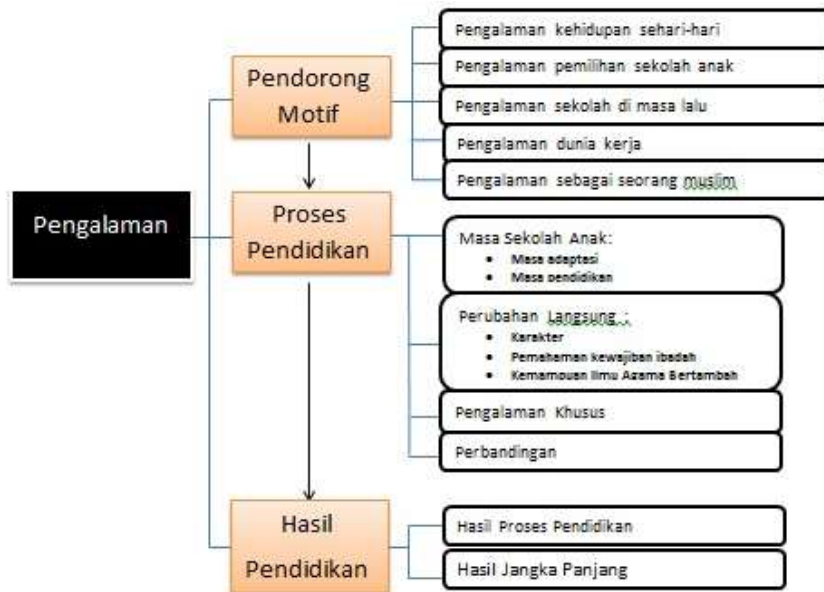 Pengalaman
Pendorong
Motif
Pengalaman kehidupan sehari-hari
Pengalaman pemilihan sekolah anak
Pengalaman sekolah di masa lalu
Pengalaman dunia kerja
Pengalaman sebagai seorang muslim
Proses
Pendidikan
Masa Sekolah Anak:
• Masa adaptasi
• Masa pendidikan
Perubahan Langsung :
• Karakter
• Pemahaman kewajiban ibadah
• Kemampuan Ilmu Agama Bertambah
Pengalaman Khusus
Perbandingan
Hasil
Pendidikan
Hasil Proses Pendidikan
Hasil Jangka Panjang